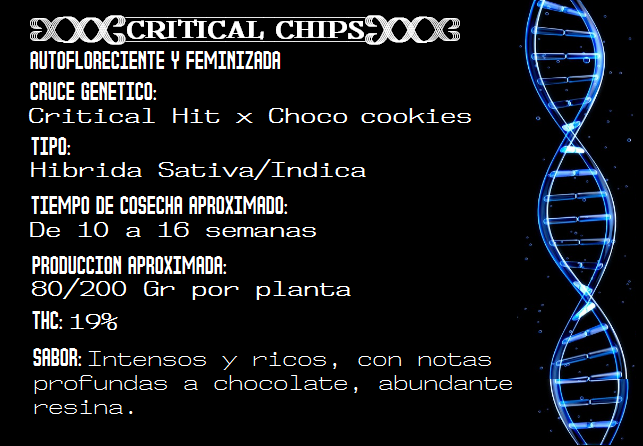 CRITICAL CHIPS
AUTOFLORECIENTE Y FEMINIZADA
CRUCE GENETICO:
Critical Hit x Choco cookies
TIPO:
Hibrida Sativa/Indica
TIEMPO DE COSECHA APROXIMADO:
De 10 a 16 semanas
PRODUCCION APROXIMADA:
80/200 Gr por planta
THC: 19%
SABOR: Intensos y ricos, con notas
profundas a chocolate, abundante
resina.